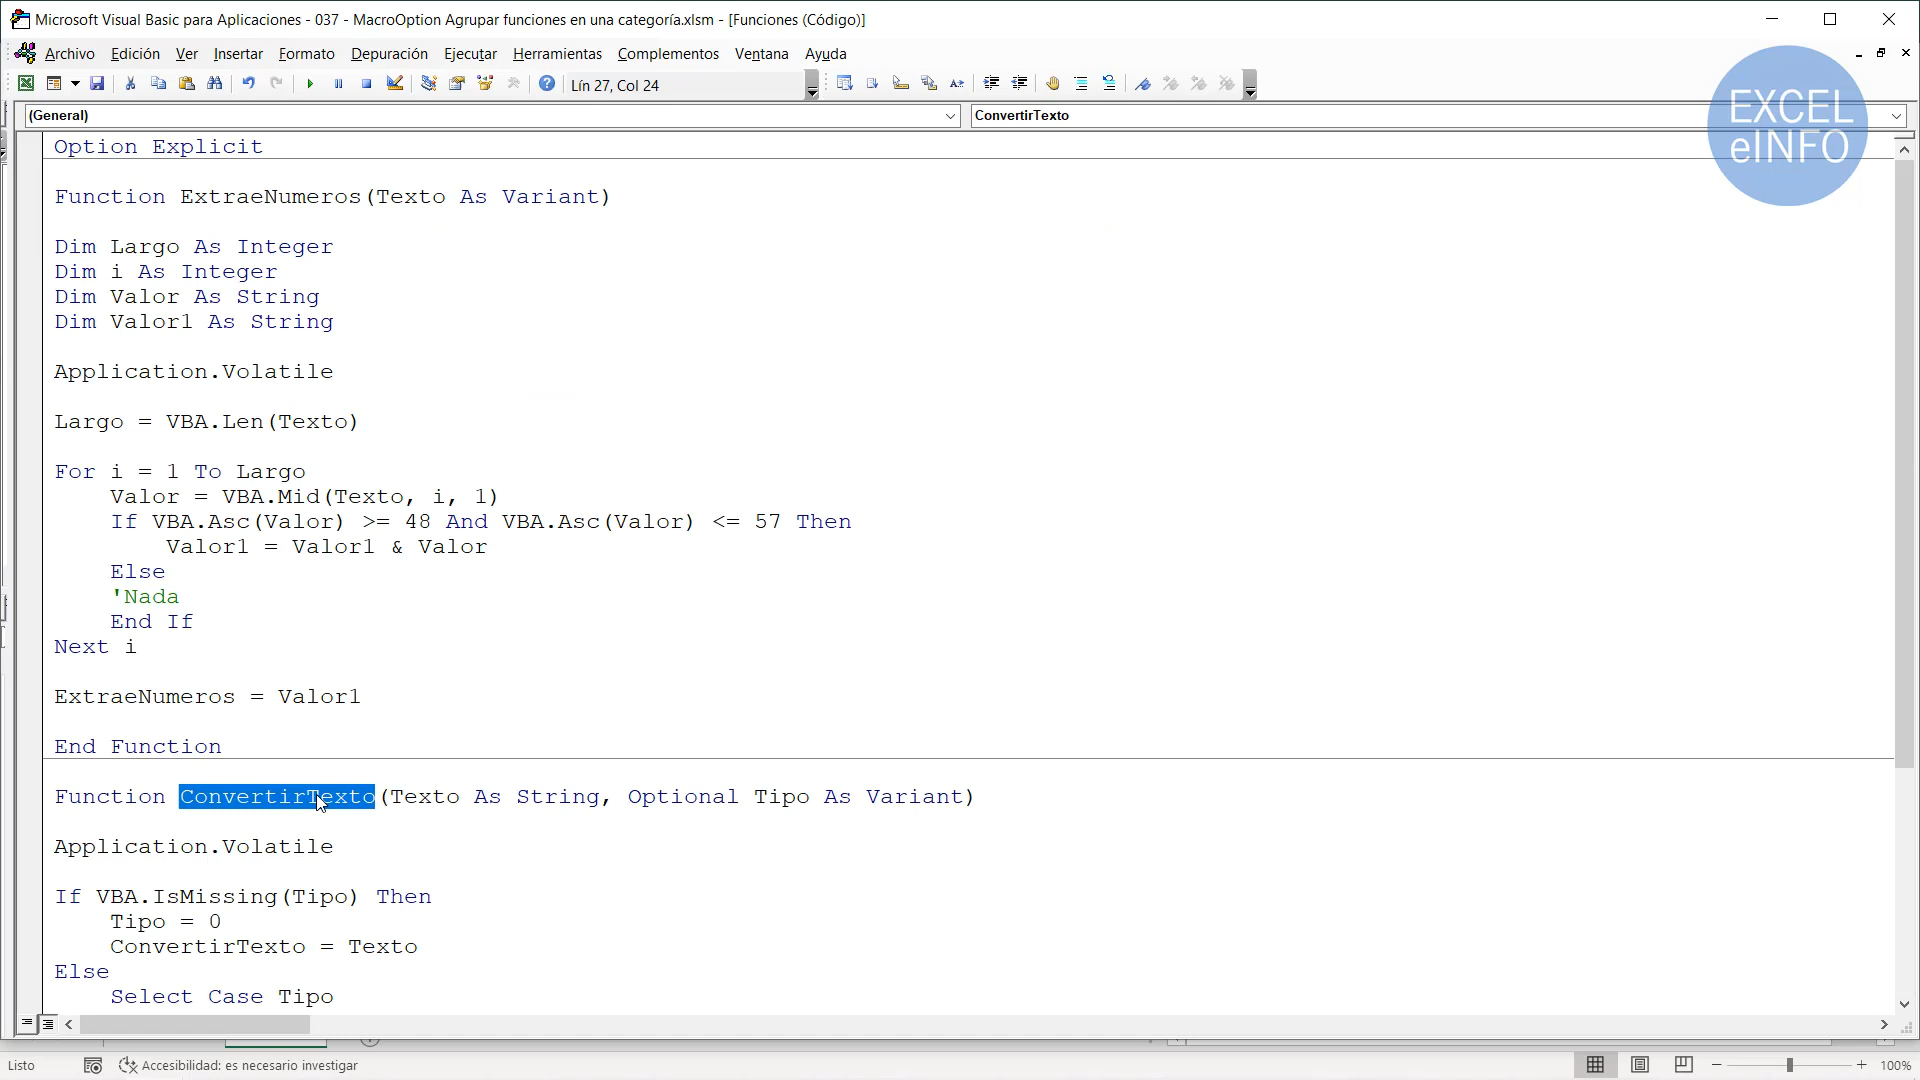 Microsoft Visual Basic para Aplicaciones - 037 - MacroOption Agrupar funciones en una categoría.xlsm - [Funciones (Código)]
Archivo Edición Ver Insertar Formato Depuración Ejecutar Herramientas Complementos Ventana Ayuda
Lín 27, Col 24
EXCEL
eINFO
(General) ConvertirTexto
Option Explicit
Function ExtraeNumeros(Texto As Variant)
Dim Largo As Integer
Dim i As Integer
Dim Valor As String
Dim Valor1 As String
Application.Volatile
Largo = VBA.Len(Texto)
For i = 1 To Largo
Valor = VBA.Mid(Texto, i, 1)
If VBA.Asc(Valor) >= 48 And VBA.Asc(Valor) <= 57 Then
Valor1 = Valor1 & Valor
Else
'Nada
End If
Next i
ExtraeNumeros = Valor1
End Function
Function ConvertirTexto(Texto As String, Optional Tipo As Variant)
Application.Volatile
If VBA.IsMissing(Tipo) Then
Tipo = 0
ConvertirTexto = Texto
Else
Select Case Tipo
Listo Accesibilidad: es necesario investigar 100%